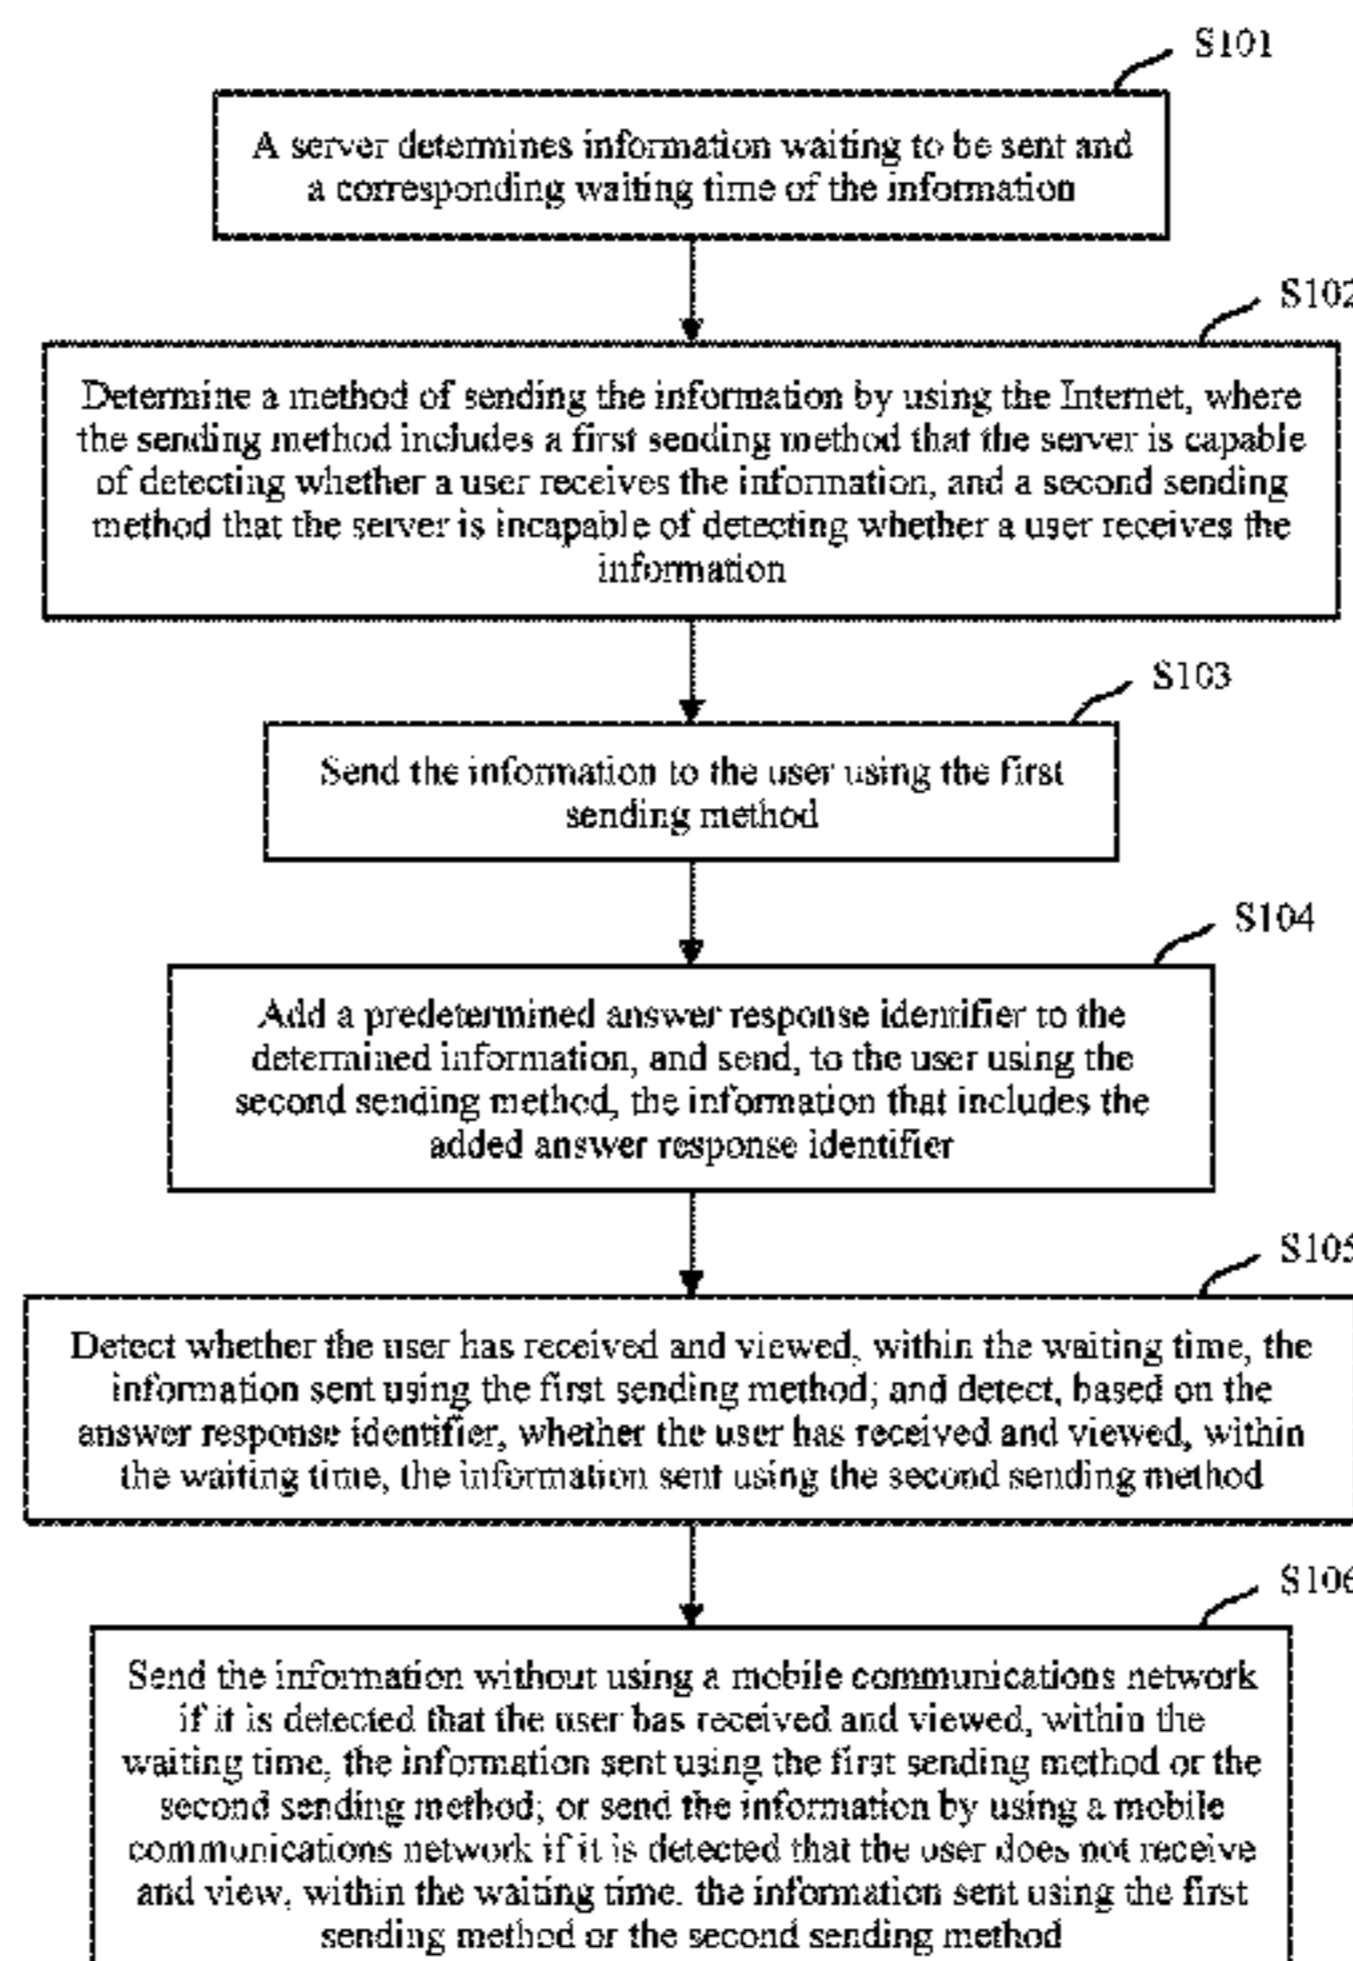 S101
A server determines information waiting to be sent and
a corresponding waiting time of the information
S102
Determine a method of sending the information by using the Internet, where
the sending method includes a first sending method that the server is capable
of detecting whether a user receives the information, and a second sending
method that the server is incapable of detecting whether a user receives the
information
S103
Send the information to the user using the first
sending method
S104
Add a predetermined answer response identifier to the
determined information, and send, to the user using the
second sending method, the information that includes the
added answer response identifier
S105
Detect whether the user has received and viewed, within the waiting time, the
information sent using the first sending method; and detect, based on the
answer response identifier, whether the user has received and viewed, within
the waiting time, the information sent using the second sending method
S106
Send the information without using a mobile communications network
if it is detected that the user has received and viewed, within the
waiting time, the information sent using the first sending method or the
second sending method; or send the information by using a mobile
communications network if it is detected that the user does not receive
and view, within the waiting time. the information sent using the first
sending method or the second sending method